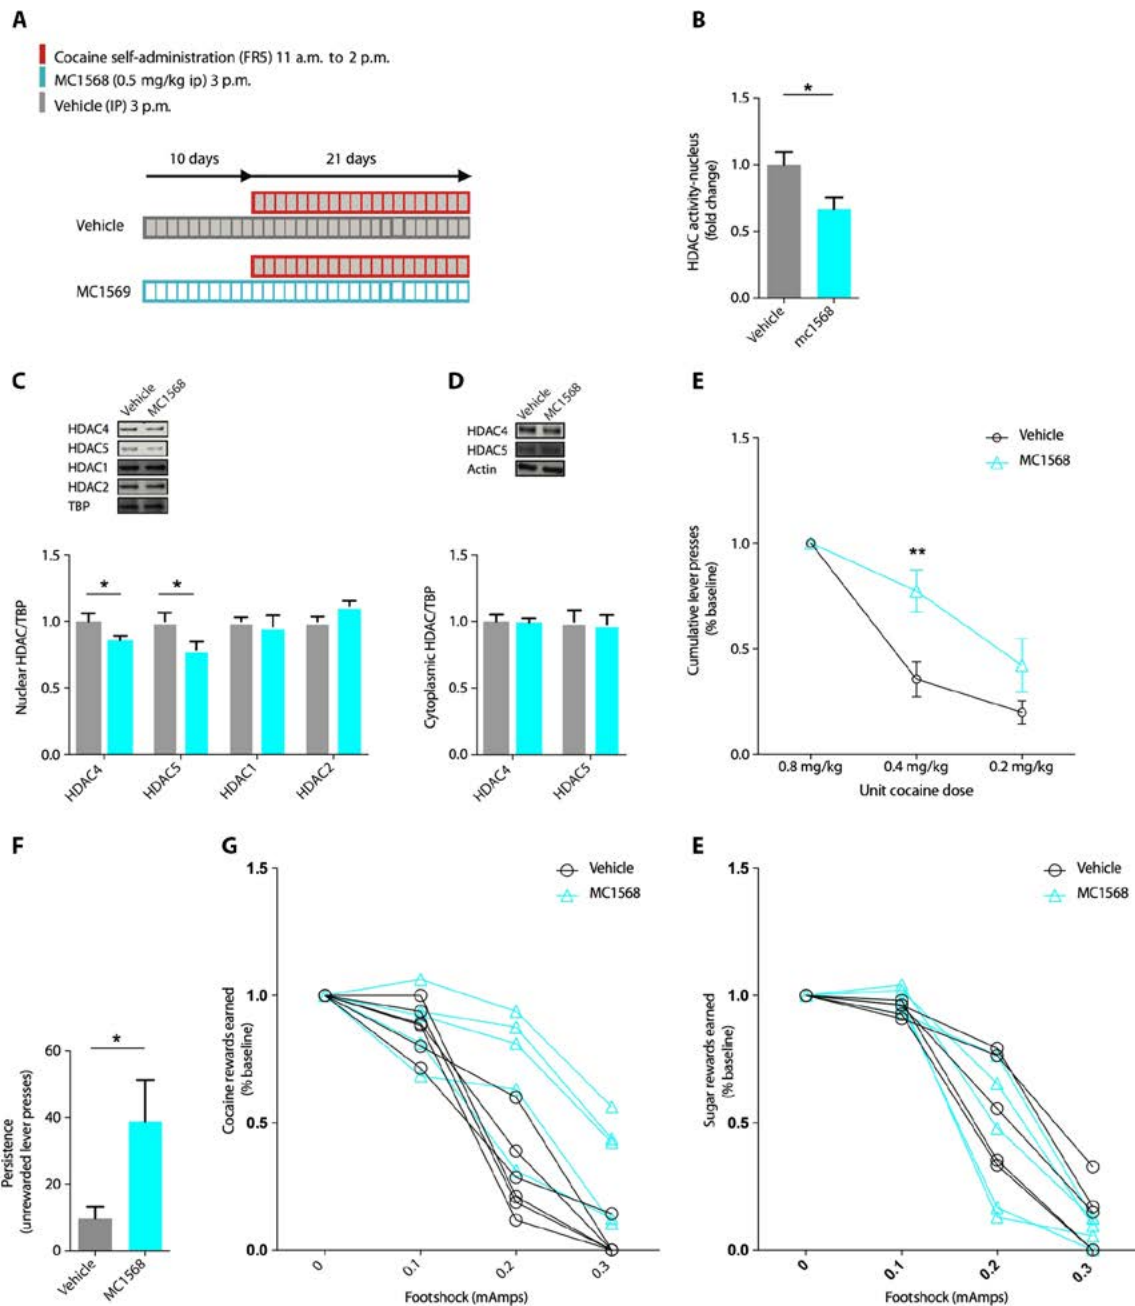 A
Cocaine self-administration (FR5) 11 a.m. to 2 p.m.
MC1568 (0.5 mg/kg ip) 3 p.m.
Vehicle (IP) 3 p.m.
10 days
21 days
Vehicle
MC1569
B
*
1.5
1.0
0.5
0.0
HDAC activity-nucleus
(fold change)
Vehicle
mc1568
C
Vehicle
MC1568
HDAC4
HDAC5
HDAC1
HDAC2
TBP
1.5
1.0
0.5
0.0
*
*
Nuclear HDAC/TBP
HDAC4
HDAC5
HDAC1
HDAC2
D
Vehicle
MC1568
HDAC4
HDAC5
Actin
1.5
1.0
0.5
0.0
Cytoplasmic HDAC/TBP
HDAC4
HDAC5
E
Vehicle
MC1568
1.5
1.0
0.5
0.0
**
Cumulative lever presses
(% baseline)
0.8 mg/kg
0.4 mg/kg
0.2 mg/kg
Unit cocaine dose
F
*
60
40
20
0
Persistence
(unrewarded lever presses)
Vehicle
MC1568
G
Vehicle
MC1568
1.5
1.0
0.5
0.0
Cocaine rewards earned
(% baseline)
0
0.1
0.2
0.3
Footshock (mAmps)
E
Vehicle
MC1568
1.5
1.0
0.5
0.0
Sugar rewards earned
(% baseline)
0
0.1
0.2
0.3
Footshock (mAmps)